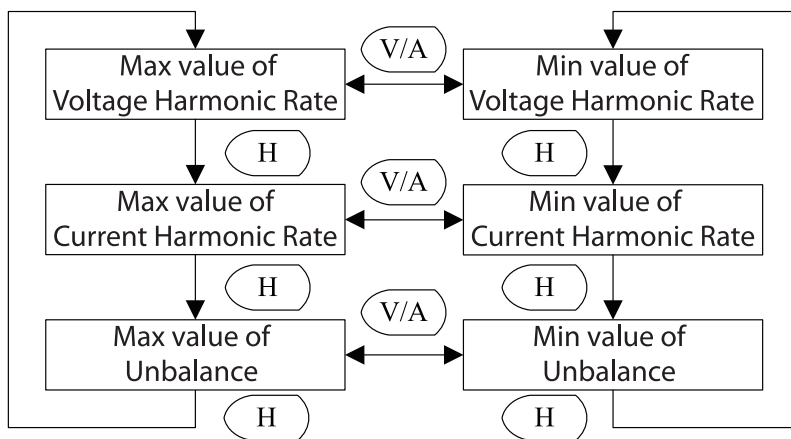 Max value of
Voltage Harmonic Rate
V/A
Min value of
Voltage Harmonic Rate
H
H
Max value of
Current Harmonic Rate
V/A
Min value of
Current Harmonic Rate
H
H
Max value of
Unbalance
V/A
Min value of
Unbalance
H
H